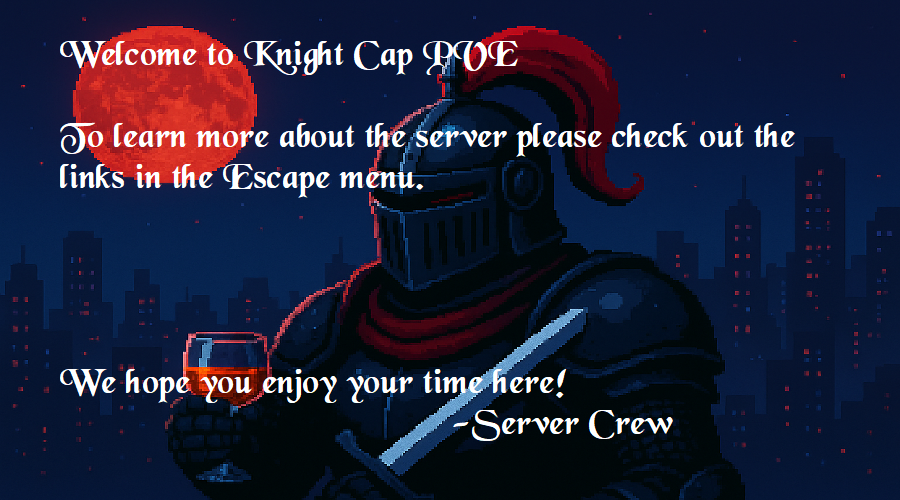 Welcome to Knight Cap PVE
To learn more about the server please check out the
links in the Escape menu.
We hope you enjoy your time here!
-Server Crew